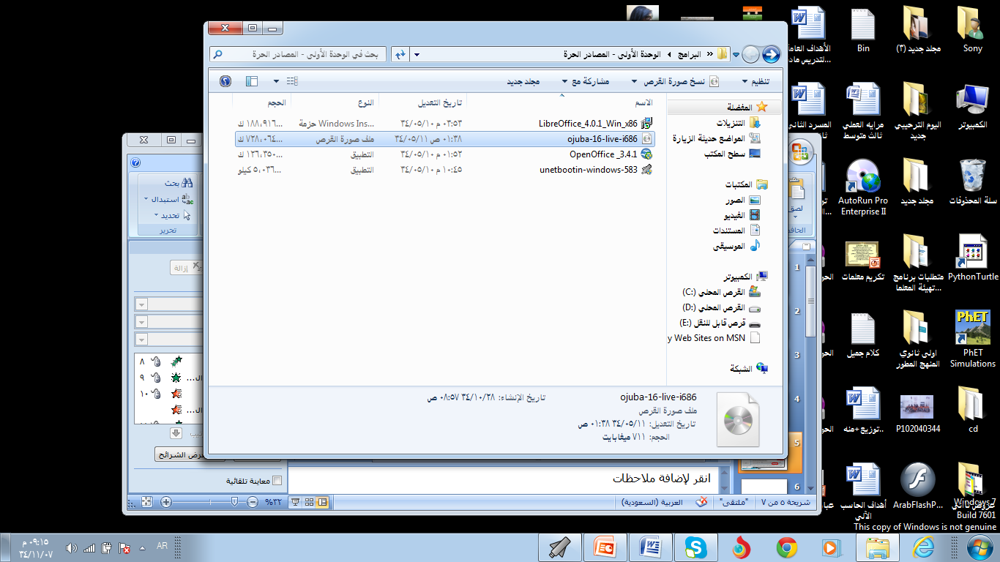 البرامج
الوحدة الأولى - المصادر الحرة
بحث في الوحدة الأولى - المصادر الحرة
تنظيم
نسخ صورة القرص
مشاركة مع
مجلد جديد
الاسم
تاريخ التعديل
النوع
الحجم
LibreOffice_4.0.1_Win_x86
٠٣:٥٣ م ٣٤/٠٥/١٠
حزمة Windows Ins...
١٨٨,٩١٦... ك
ojuba-16-live-i686
٠١:٣٨ ص ٣٤/٠٥/١١
ملف صورة القرص
٧٢٨,٠٦٤... ك
OpenOffice _3.4.1
٠١:٥٢ م ٣٤/٠٥/١٠
التطبيق
١٢٦,٣٥٠... ك
unetbootin-windows-583
١٠:٤٥ م ٣٤/٠٥/١٠
التطبيق
٥,٠٣٦... كيلو
المفضلة
التنزيلات
المواضع حديثة الزيارة
سطح المكتب
المكتبات
الصور
الفيديو
المستندات
الموسيقى
الكمبيوتر
القرص المحلي (C:)
القرص المحلي (D:)
قرص قابل للنقل (E:)
y Web Sites on MSN
الشبكة
ojuba-16-live-i686
تاريخ الإنشاء: ٣٤/١٠/٢٨ ٠٨:٥٧ ص
ملف صورة القرص
تاريخ التعديل: ٣٤/٠٥/١١ ٠١:٣٨ ص
الحجم: ٧١١ ميغابايت
بحث
استبدال
تحديد
تحرير
لصق
إزالة
٨
٩
ال...
١٠
ال...
عرض الشرائح
معاينة تلقائية
1
2
3
4
5
6
انقر لإضافة ملاحظات
شريحة ٥ من ٧
"ملتقى"
العربية (السعودية)
٣٢%
Sony
مجلد جديد (٣)
Bin
الأهداف العامة
لتدريس ماد...
الكمبيوتر
اليوم الترحيبي
جديد
مرايه العملي
ثالث متوسط
المسرد الثاني
سلة المحذوفات
مجلد جديد
AutoRun Pro
Enterprise II
PythonTurtle
متطلبات برنامج
تهيئة المعلما...
تكريم معلمات
PhET
PhET
Simulations
اولى ثانوي
المنهج المطور
كلام جميل
cd
P102040344
توزيع+منه...
ArabFlashP...
أهداف الحاسب
الآلي
Windows 7
Build 7601
This copy of Windows is not genuine
AR
٠٩:١٥ م
٣٤/١١/٠٧